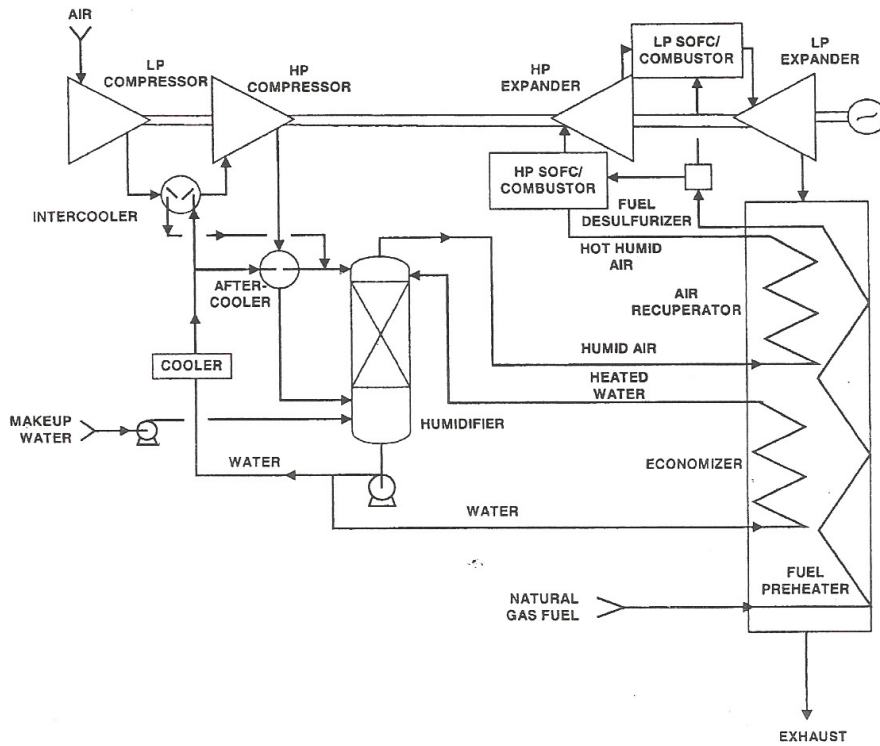 AIR
LP
COMPRESSOR
HP
COMPRESSOR
HP
EXPANDER
LP SOFC/
COMBUSTOR
LP
EXPANDER
HP SOFC/
COMBUSTOR
INTERCOOLER
FUEL
DESULFURIZER
HOT HUMID
AIR
AFTER-
COOLER
AIR
RECUPERATOR
HUMID AIR
COOLER
HEATED
WATER
MAKEUP
WATER
HUMIDIFIER
WATER
ECONOMIZER
WATER
FUEL
PREHEATER
NATURAL
GAS FUEL
EXHAUST